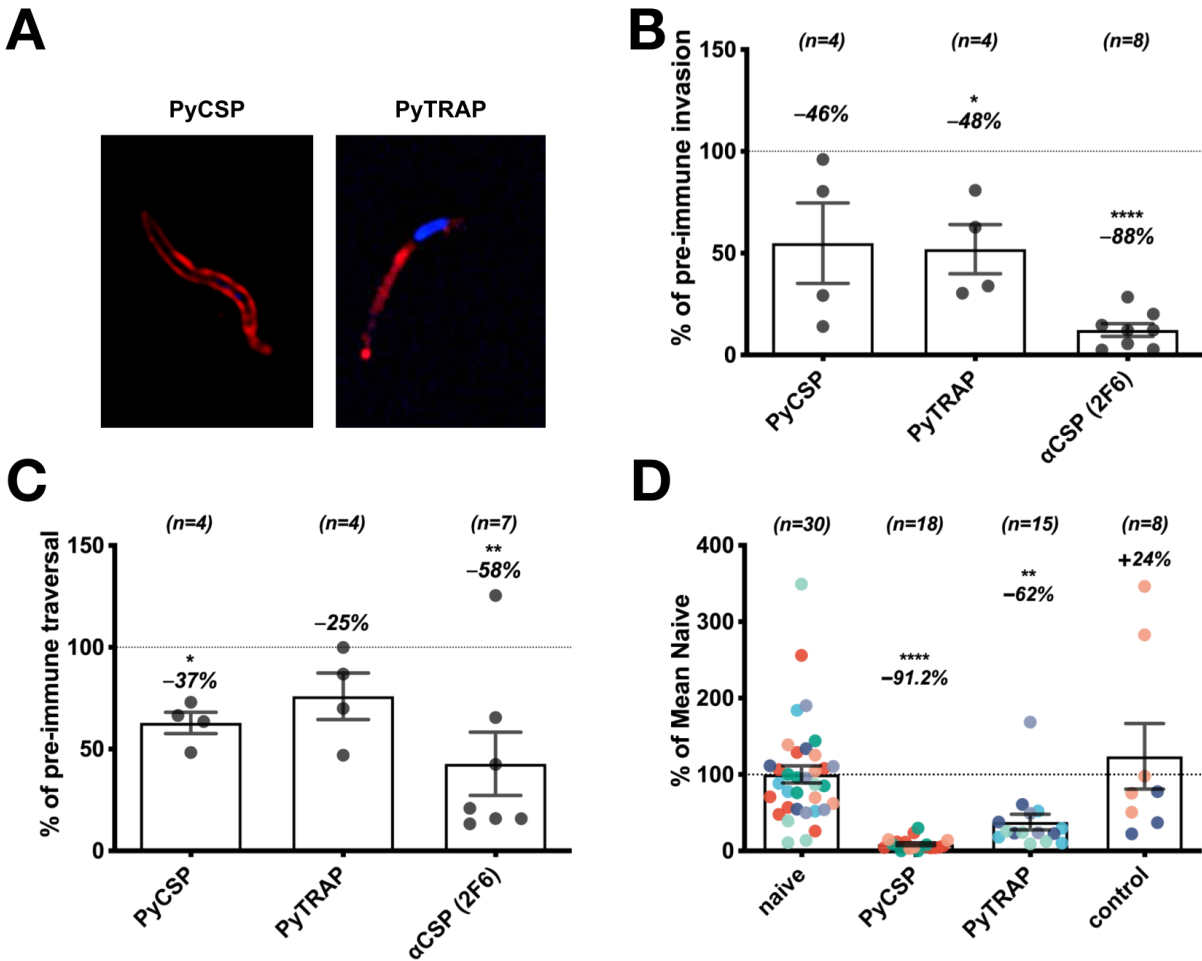 A
PyCSP
PyTRAP
B
% of pre-immune invasion
150
100
50
0
(n=4)
(n=4)
(n=8)
–46%
*
–48%
****
–88%
PyCSP
PyTRAP
αCSP (2F6)
C
% of pre-immune traversal
150
100
50
0
(n=4)
(n=4)
(n=7)
*
–37%
–25%
**
–58%
PyCSP
PyTRAP
αCSP (2F6)
D
% of Mean Naive
400
300
200
100
0
(n=30)
(n=18)
(n=15)
(n=8)
****
–91.2%
**
–62%
+24%
naive
PyCSP
PyTRAP
control